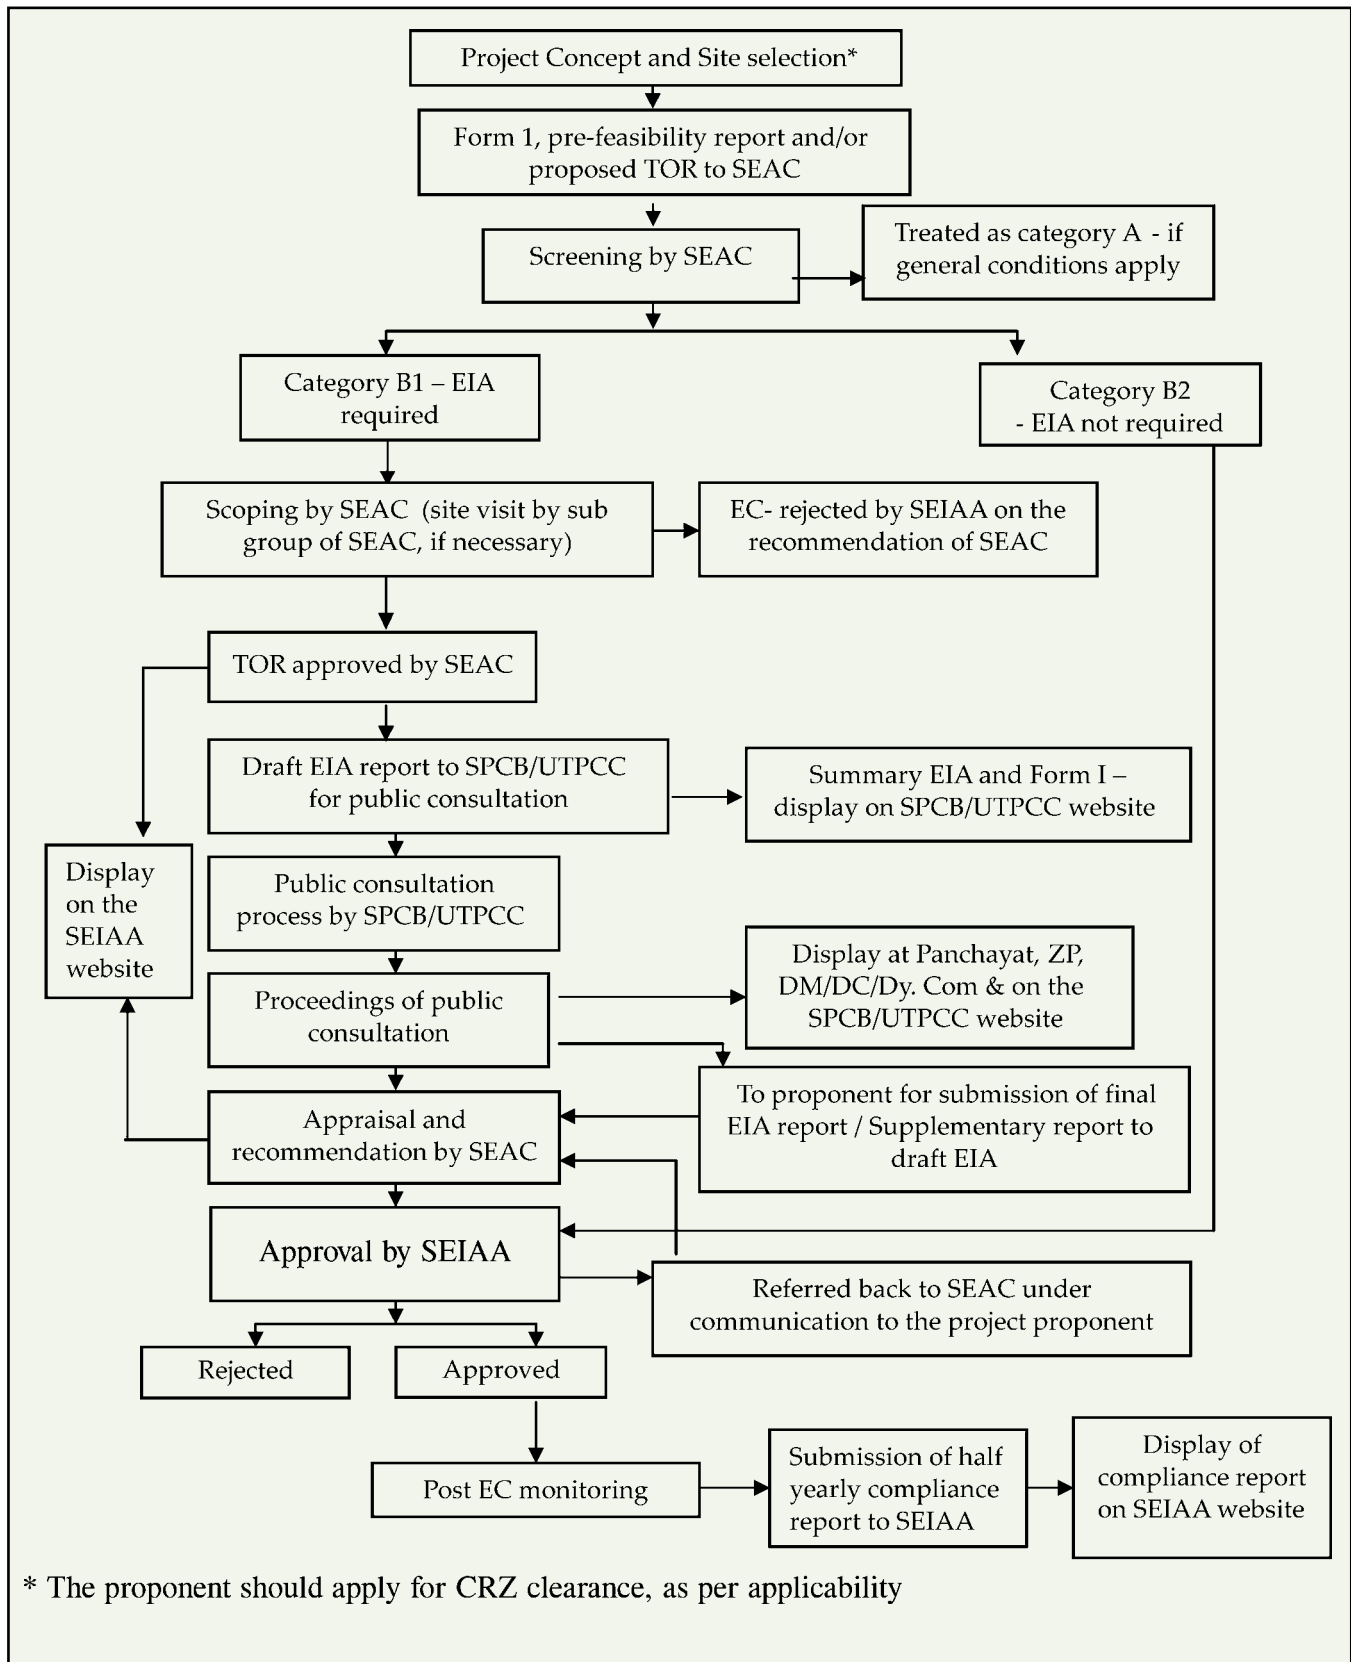 Project Concept and Site selection*
Form 1, pre-feasibility report and/or
proposed TOR to SEAC
Screening by SEAC
Treated as category A - if
general conditions apply
Category B1 – EIA
required
Category B2
- EIA not required
Scoping by SEAC (site visit by sub
group of SEAC, if necessary)
EC- rejected by SEIAA on the
recommendation of SEAC
TOR approved by SEAC
Draft EIA report to SPCB/UTPCC
for public consultation
Summary EIA and Form I –
display on SPCB/UTPCC website
Display
on the
SEIAA
website
Public consultation
process by SPCB/UTPCC
Proceedings of public
consultation
Display at Panchayat, ZP,
DM/DC/Dy. Com & on the
SPCB/UTPCC website
Appraisal and
recommendation by SEAC
To proponent for submission of final
EIA report / Supplementary report to
draft EIA
Approval by SEIAA
Referred back to SEAC under
communication to the project proponent
Rejected
Approved
Post EC monitoring
Submission of half
yearly compliance
report to SEIAA
Display of
compliance report
on SEIAA website
* The proponent should apply for CRZ clearance, as per applicability